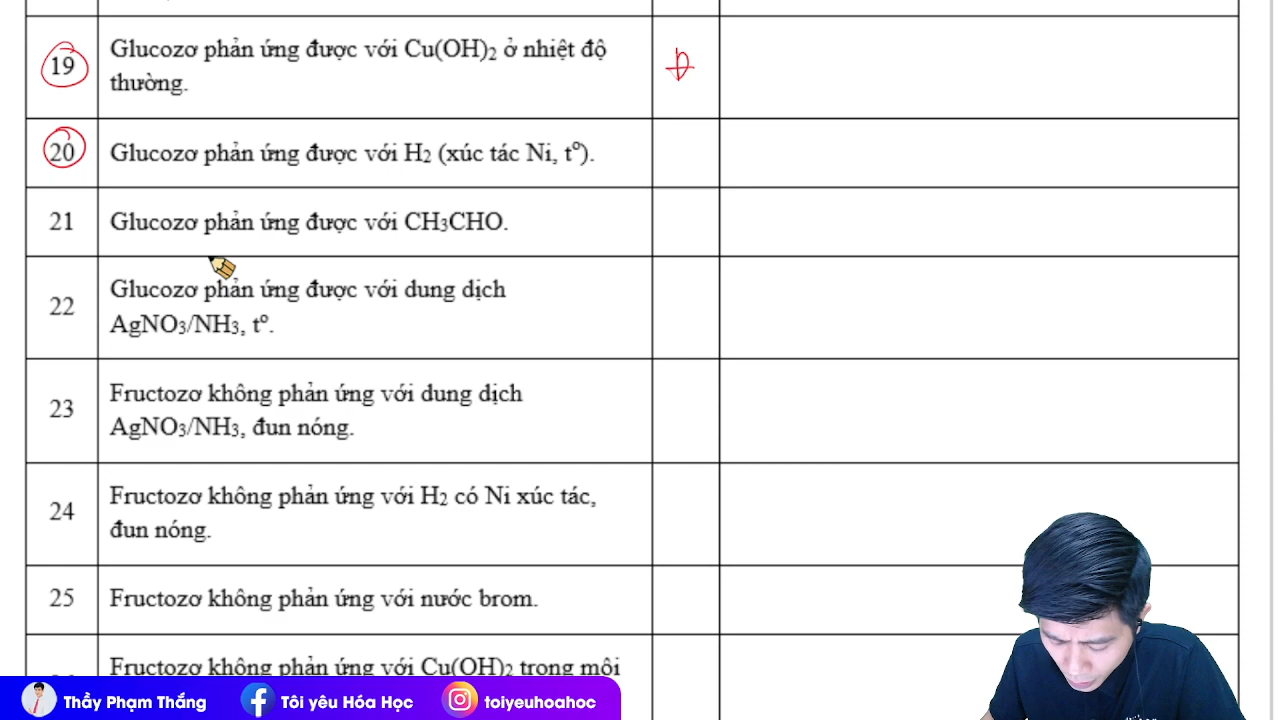 19
Glucozơ phản ứng được với Cu(OH)₂ ở nhiệt độ
thường.
Đ
20
Glucozơ phản ứng được với H₂ (xúc tác Ni, tº).
21
Glucozơ phản ứng được với CH₃CHO.
22
Glucozơ phản ứng được với dung dịch
AgNO₃/NH₃, tº.
23
Fructozơ không phản ứng với dung dịch
AgNO₃/NH₃, đun nóng.
24
Fructozơ không phản ứng với H₂ có Ni xúc tác,
đun nóng.
25
Fructozơ không phản ứng với nước brom.
Fructozơ không phản ứng với Cu(OH)₂ trong môi
Thầy Phạm Thắng
Tôi yêu Hóa Học
toiyeuhoahoc